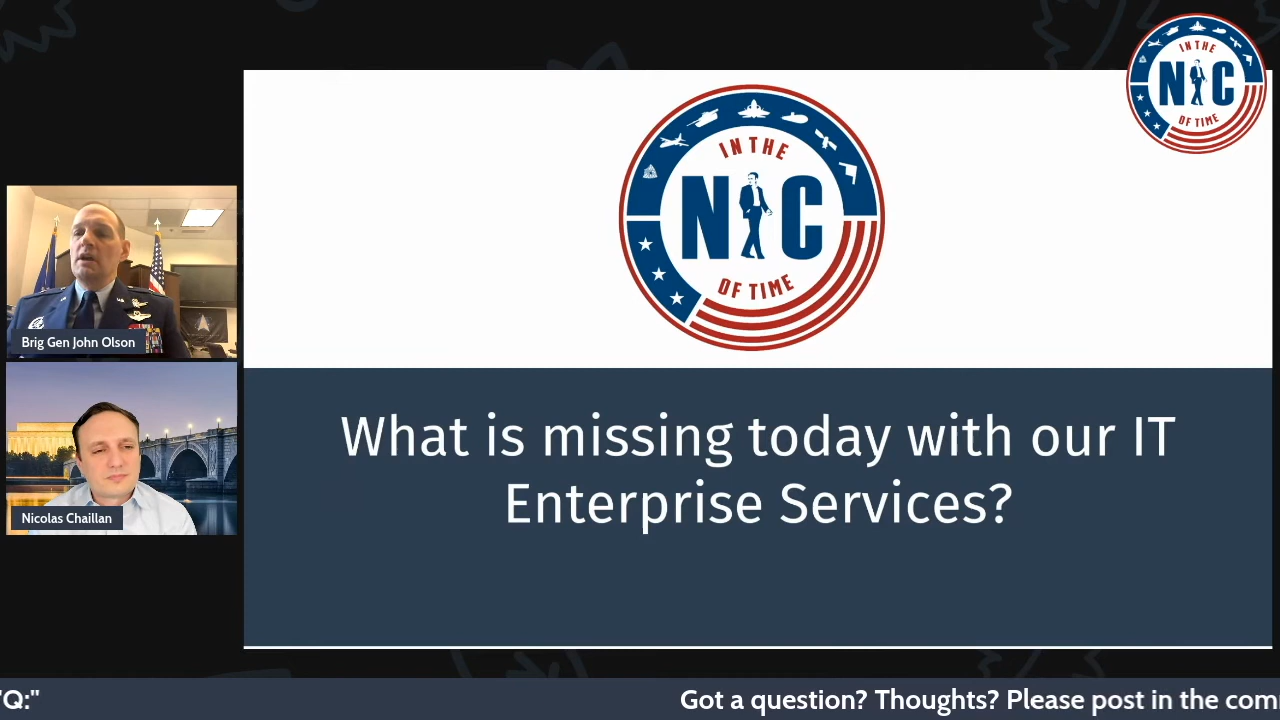 IN THE
NIC
OF TIME
IN THE
NIC
OF TIME
Brig Gen John Olson
Nicolas Chaillan
What is missing today with our IT
Enterprise Services?
Q:" Got a question? Thoughts? Please post in the com